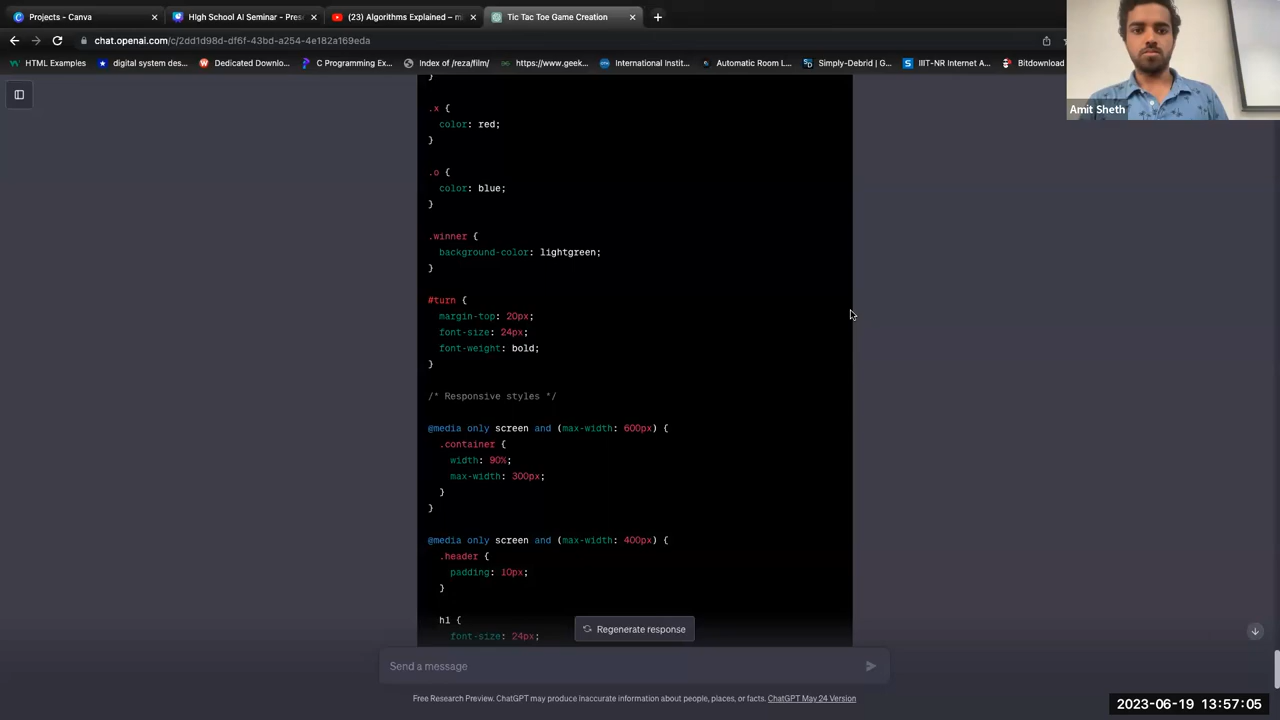 Projects - Canva
High School AI Seminar - Pres
(23) Algorithms Explained – m
Tic Tac Toe Game Creation
chat.openai.com/c/2dd1d98d-df6f-43bd-a254-4e182a169eda
HTML Examples
digital system des...
Dedicated Downlo...
C Programming Ex...
Index of /reza/film/
https://www.geek...
International Instit...
Automatic Room L...
Simply-Debrid | G...
IIIT-NR Internet A...
Bitdownload
Amit Sheth
}
.x {
color: red;
}
.o {
color: blue;
}
.winner {
background-color: lightgreen;
}
#turn {
margin-top: 20px;
font-size: 24px;
font-weight: bold;
}
/* Responsive styles */
@media only screen and (max-width: 600px) {
.container {
width: 90%;
max-width: 300px;
}
}
@media only screen and (max-width: 400px) {
.header {
padding: 10px;
}
h1 {
font-size: 24px;
Regenerate response
Send a message
Free Research Preview. ChatGPT may produce inaccurate information about people, places, or facts. ChatGPT May 24 Version
2023-06-19 13:57:05